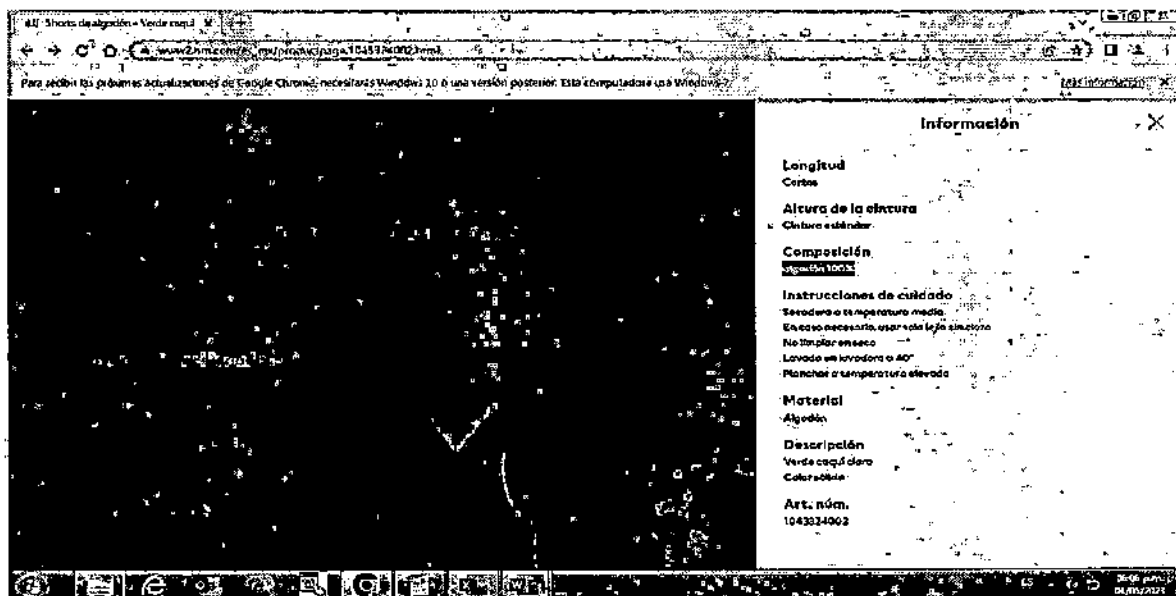 Shorts de algodón - Verde caqui
Para recibir las próximas actualizaciones de Google Chrome, necesitarás Windows 10 o una versión posterior. Esta computadora usa Windows 7.
Más información
Información
Longitud
Cortos
Altura de la cintura
Cintura estándar
Composición
algodón 100%
Instrucciones de cuidado
Secadora a temperatura media
En caso necesario, usar solo lejía sin cloro
No limpiar en seco
Lavado en lavadora a 40°
Planchar a temperatura elevada
Material
Algodón
Descripción
Verde caqui claro
Color sólido
Art. núm.
1043324002
ES